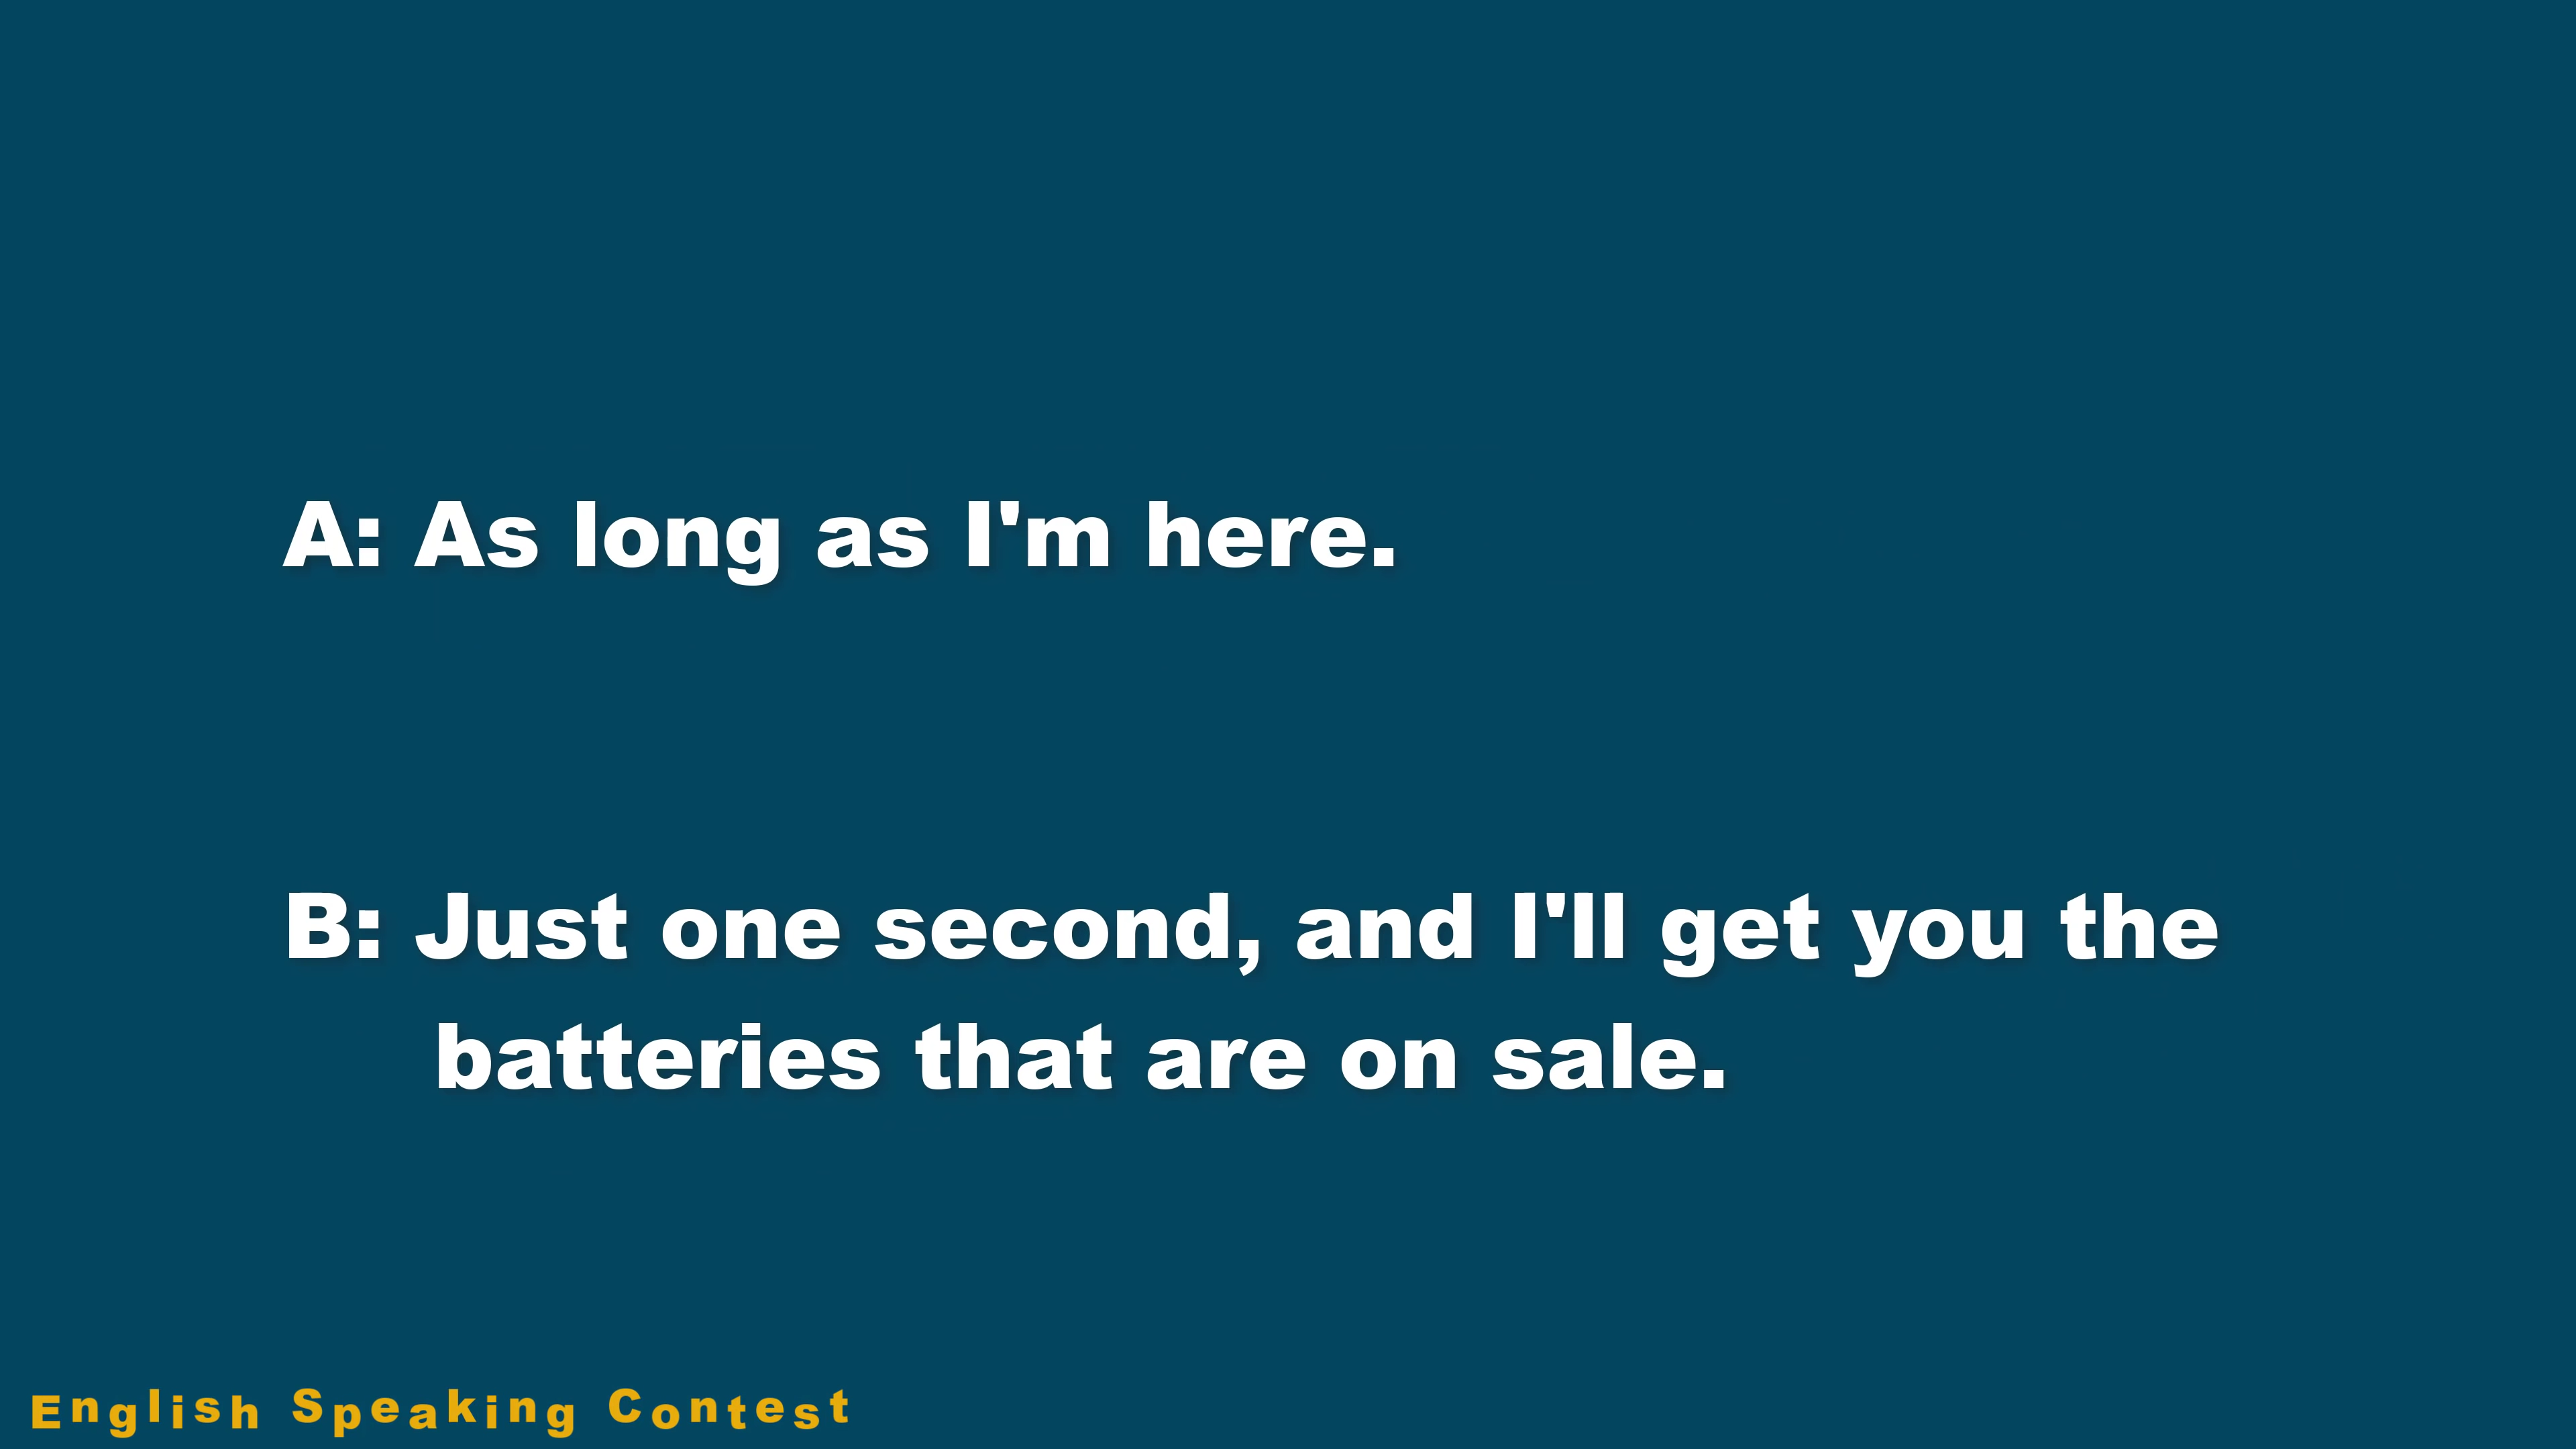 A: As long as I'm here.
B: Just one second, and I'll get you the
batteries that are on sale.
English Speaking Contest